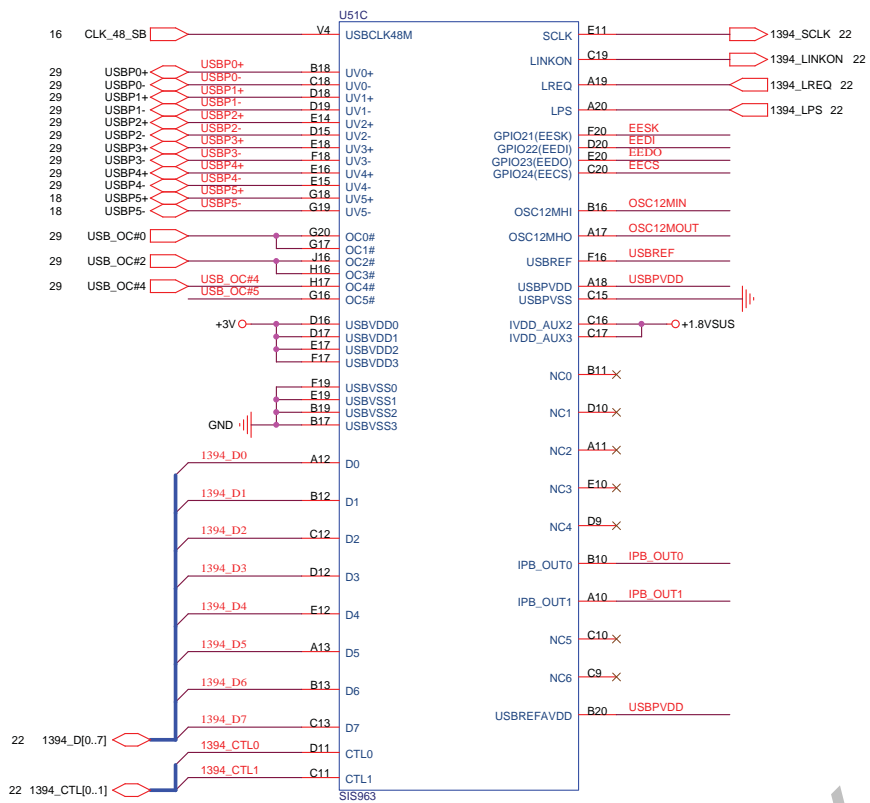 U51C
16 CLK_48_SB V4 USBCLK48M SCLK E11 1394_SCLK 22
LINKON C19 1394_LINKON 22
29 USBP0+ USBP0+ B18 UV0+
29 USBP0- USBP0- C18 UV0- LREQ A19 1394_LREQ 22
29 USBP1+ USBP1+ D18 UV1+
29 USBP1- USBP1- D19 UV1- LPS A20 1394_LPS 22
29 USBP2+ USBP2+ E14 UV2+
29 USBP2- USBP2- D15 UV2- GPIO21(EESK) F20 EESK
29 USBP3+ USBP3+ E18 UV3+ GPIO22(EEDI) D20 EEDI
29 USBP3- USBP3- F18 UV3- GPIO23(EEDO) E20 EEDO
29 USBP4+ USBP4+ E16 UV4+ GPIO24(EECS) C20 EECS
29 USBP4- USBP4- E15 UV4-
18 USBP5+ USBP5+ G18 UV5+
18 USBP5- USBP5- G19 UV5- OSC12MHI B16 OSC12MIN
29 USB_OC#0 G20 OC0# OSC12MHO A17 OSC12MOUT
G17 OC1#
29 USB_OC#2 J16 OC2# USBREF F16 USBREF
H16 OC3#
29 USB_OC#4 USB_OC#4 H17 OC4# USBPVDD A18 USBPVDD
USB_OC#5 G16 OC5# USBPVSS C15
+3V D16 USBVDD0 IVDD_AUX2 C16 +1.8VSUS
D17 USBVDD1 IVDD_AUX3 C17
E17 USBVDD2
F17 USBVDD3
NC0 B11
F19 USBVSS0
E19 USBVSS1
B19 USBVSS2 NC1 D10
GND B17 USBVSS3
NC2 A11
1394_D0 A12 D0
NC3 E10
1394_D1 B12 D1
NC4 D9
1394_D2 C12 D2
IPB_OUT0 B10 IPB_OUT0
1394_D3 D12 D3
IPB_OUT1 A10 IPB_OUT1
1394_D4 E12 D4
NC5 C10
1394_D5 A13 D5
NC6 C9
1394_D6 B13 D6
USBREFAVDD B20 USBPVDD
1394_D7 C13 D7
22 1394_D[0..7]
1394_CTL0 D11 CTL0
1394_CTL1 C11 CTL1
22 1394_CTL[0..1]
SIS963